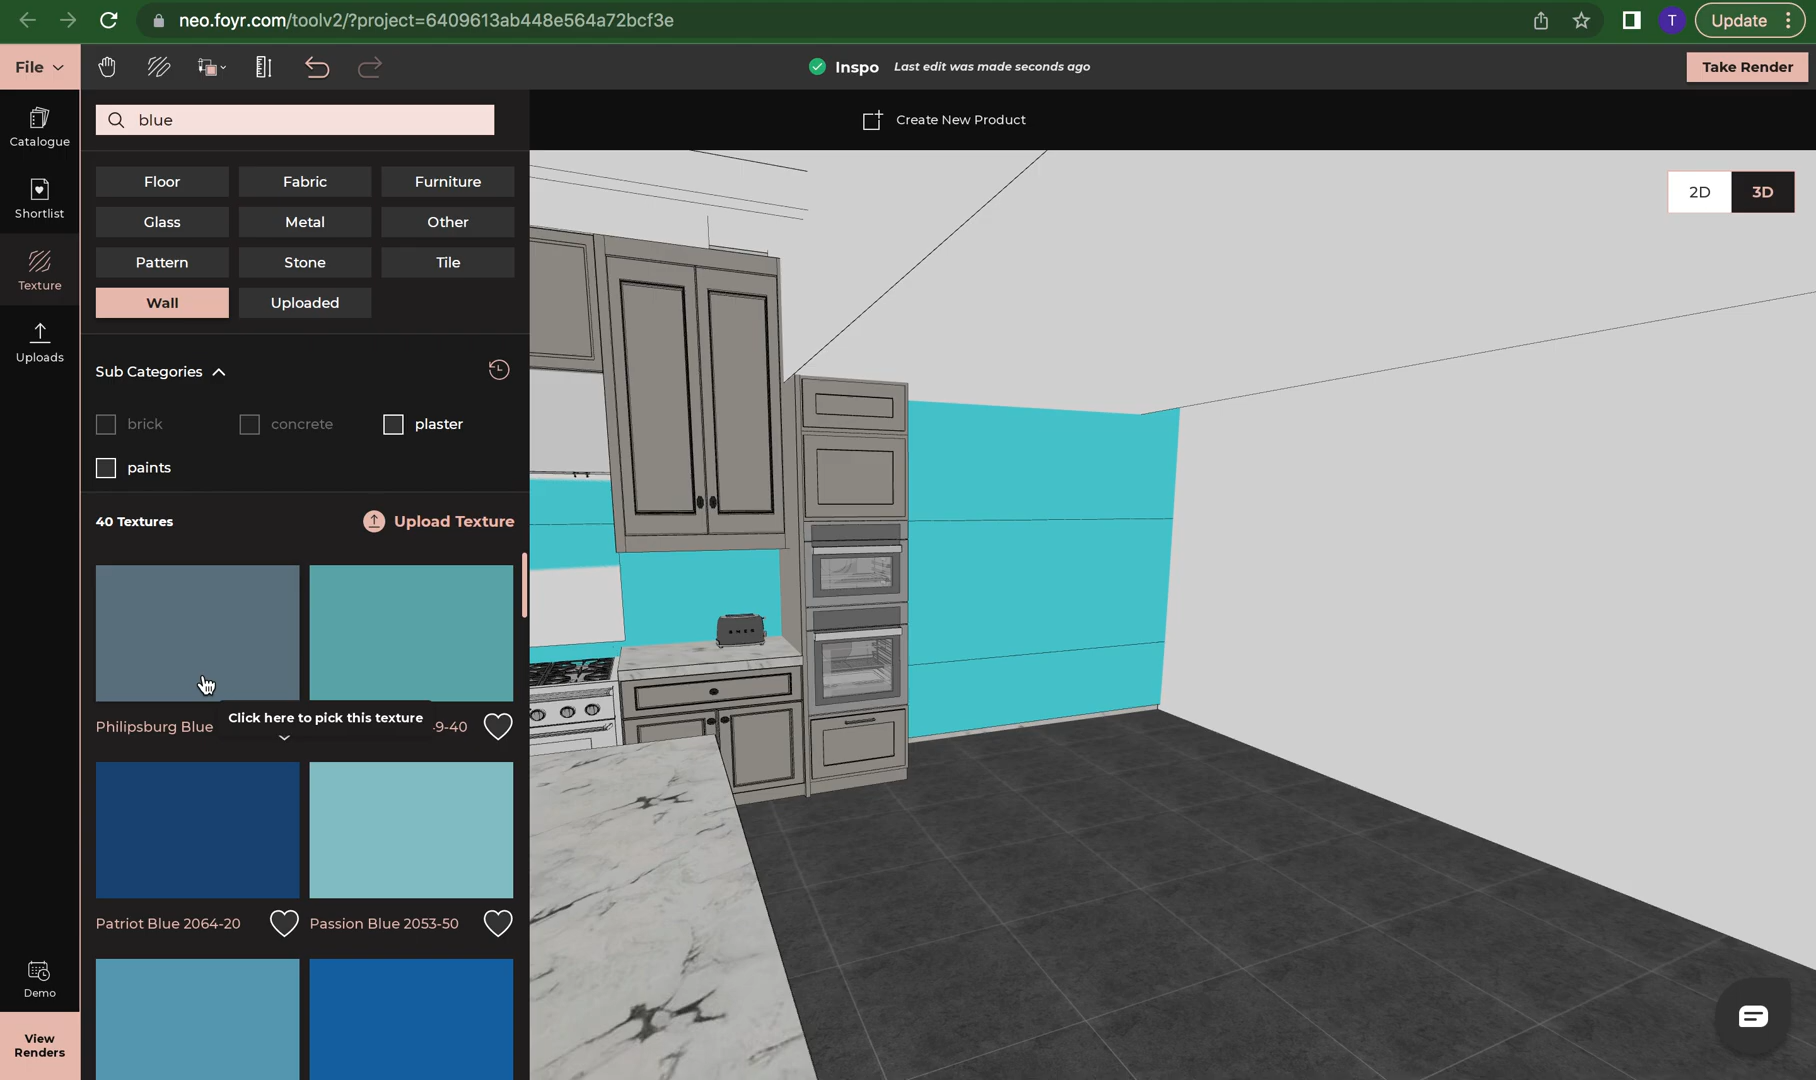 neo.foyr.com/toolv2/?project=6409613ab448e564a72bcf3e
T
Update
File
Inspo
Last edit was made seconds ago
Take Render
blue
Create New Product
Catalogue
Floor
Fabric
Furniture
2D
3D
Shortlist
Glass
Metal
Other
Pattern
Stone
Tile
Texture
Wall
Uploaded
Uploads
Sub Categories
brick
concrete
plaster
paints
40 Textures
Upload Texture
Click here to pick this texture
Philipsburg Blue
9-40
Patriot Blue 2064-20
Passion Blue 2053-50
Demo
View
Renders